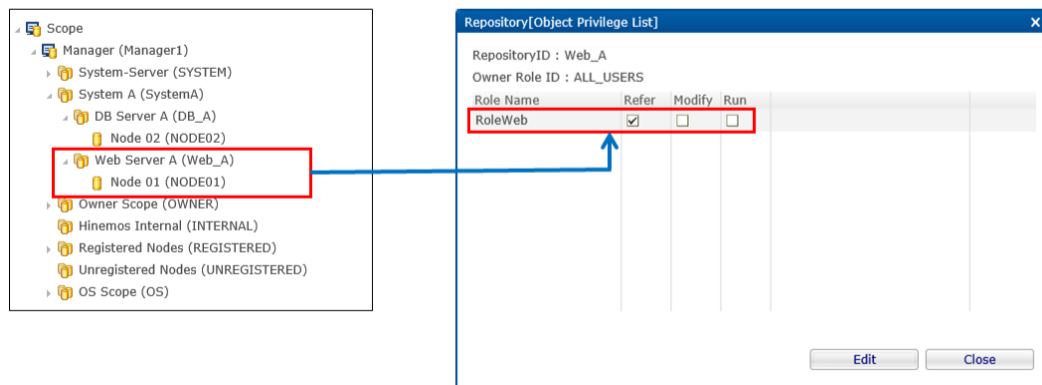 Scope
Manager (Manager1)
System-Server (SYSTEM)
System A (SystemA)
DB Server A (DB_A)
Node 02 (NODE02)
Web Server A (Web_A)
Node 01 (NODE01)
Owner Scope (OWNER)
Hinemos Internal (INTERNAL)
Registered Nodes (REGISTERED)
Unregistered Nodes (UNREGISTERED)
OS Scope (OS)
Repository[Object Privilege List]
RepositoryID : Web_A
Owner Role ID : ALL_USERS
Role Name Refer Modify Run
RoleWeb
Edit Close